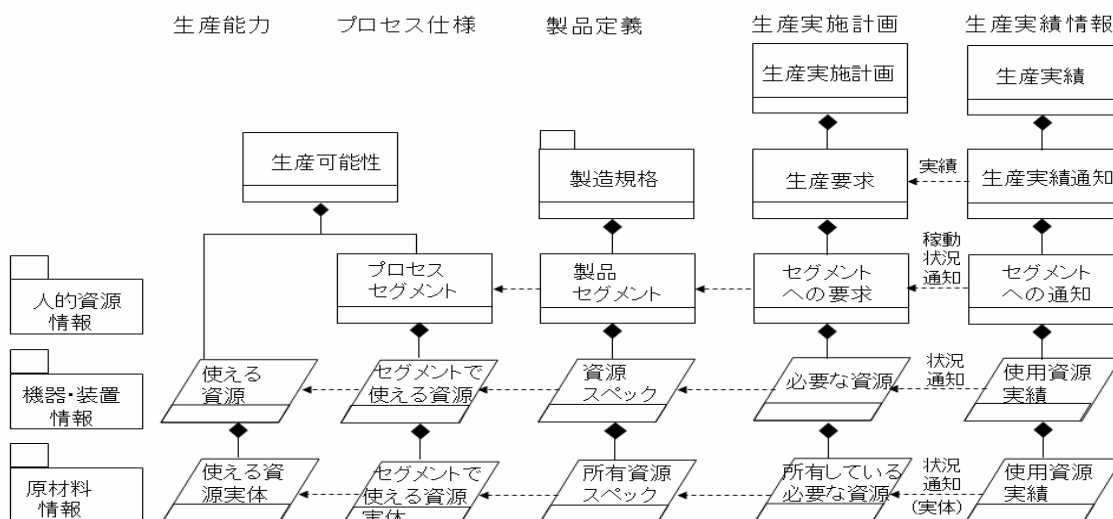 生産能力
プロセス仕様
製品定義
生産実施計画
生産実績情報
生産実施計画
生産実績
生産可能性
製造規格
生産要求
実績
生産実績通知
人的資源
情報
プロセス
セグメント
製品
セグメント
セグメント
への要求
稼動
状況
通知
セグメント
への通知
機器・装置
情報
使える
資源
セグメントで
使える資源
資源
スペック
必要な資源
状況
通知
使用資源
実績
原材料
情報
使える資
源実体
セグメントで
使える資源
実体
所有資源
スペック
所有している
必要な資源
状況
通知
(実体)
使用資源
実績